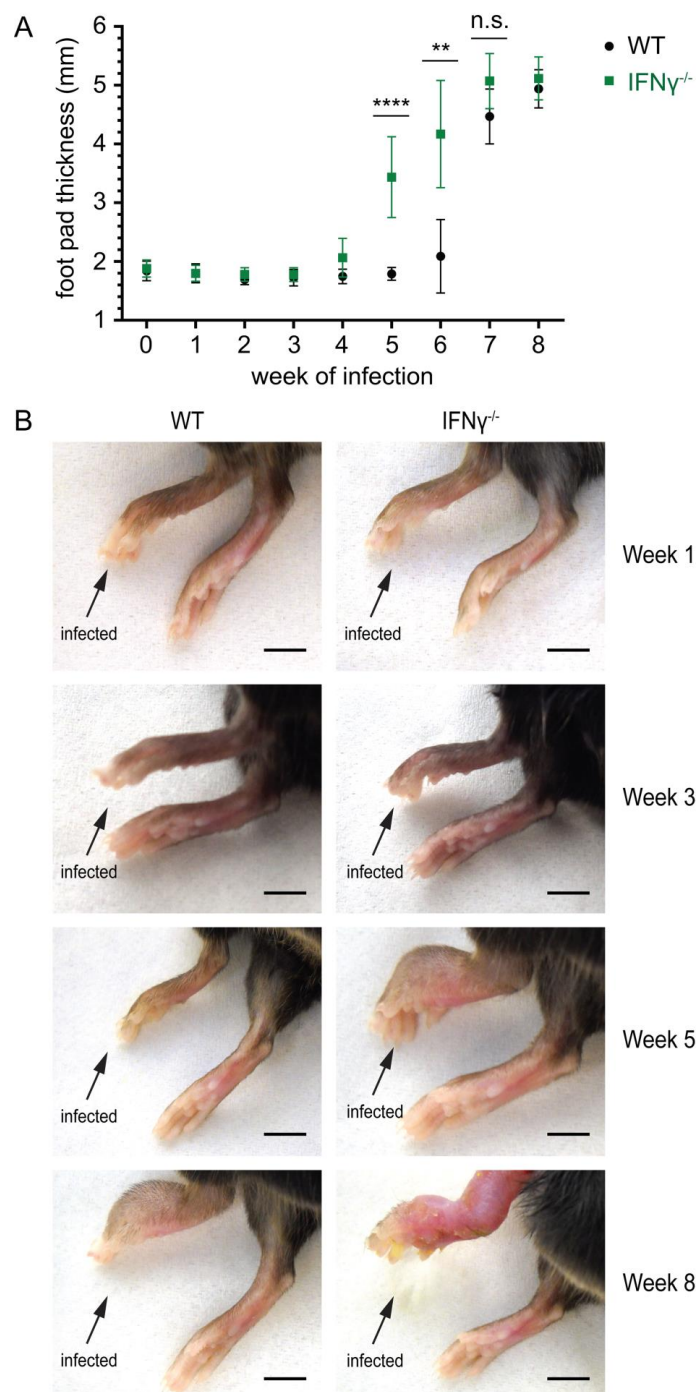 A
foot pad thickness (mm)
6
5
4
3
2
1
0 1 2 3 4 5 6 7 8
week of infection
****
**
n.s.
WT
IFNγ-/-
B
WT IFNγ-/-
infected infected Week 1
infected infected Week 3
infected infected Week 5
infected infected Week 8